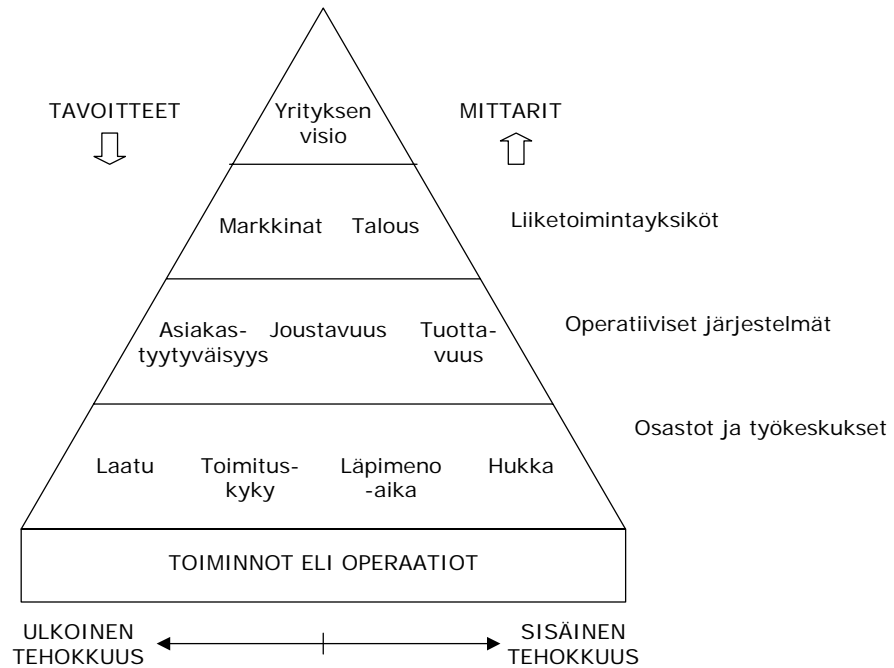 TAVOITTEET
Yrityksen
visio
MITTARIT
Markkinat Talous
Liiketoimintayksiköt
Asiakas-
tyytyväisyys
Joustavuus
Tuotta-
vuus
Operatiiviset järjestelmät
Laatu
Toimitus-
kyky
Läpimeno
-aika
Hukka
Osastot ja työkeskukset
TOIMINNOT ELI OPERAATIOT
ULKOINEN
TEHOKKUUS
SISÄINEN
TEHOKKUUS